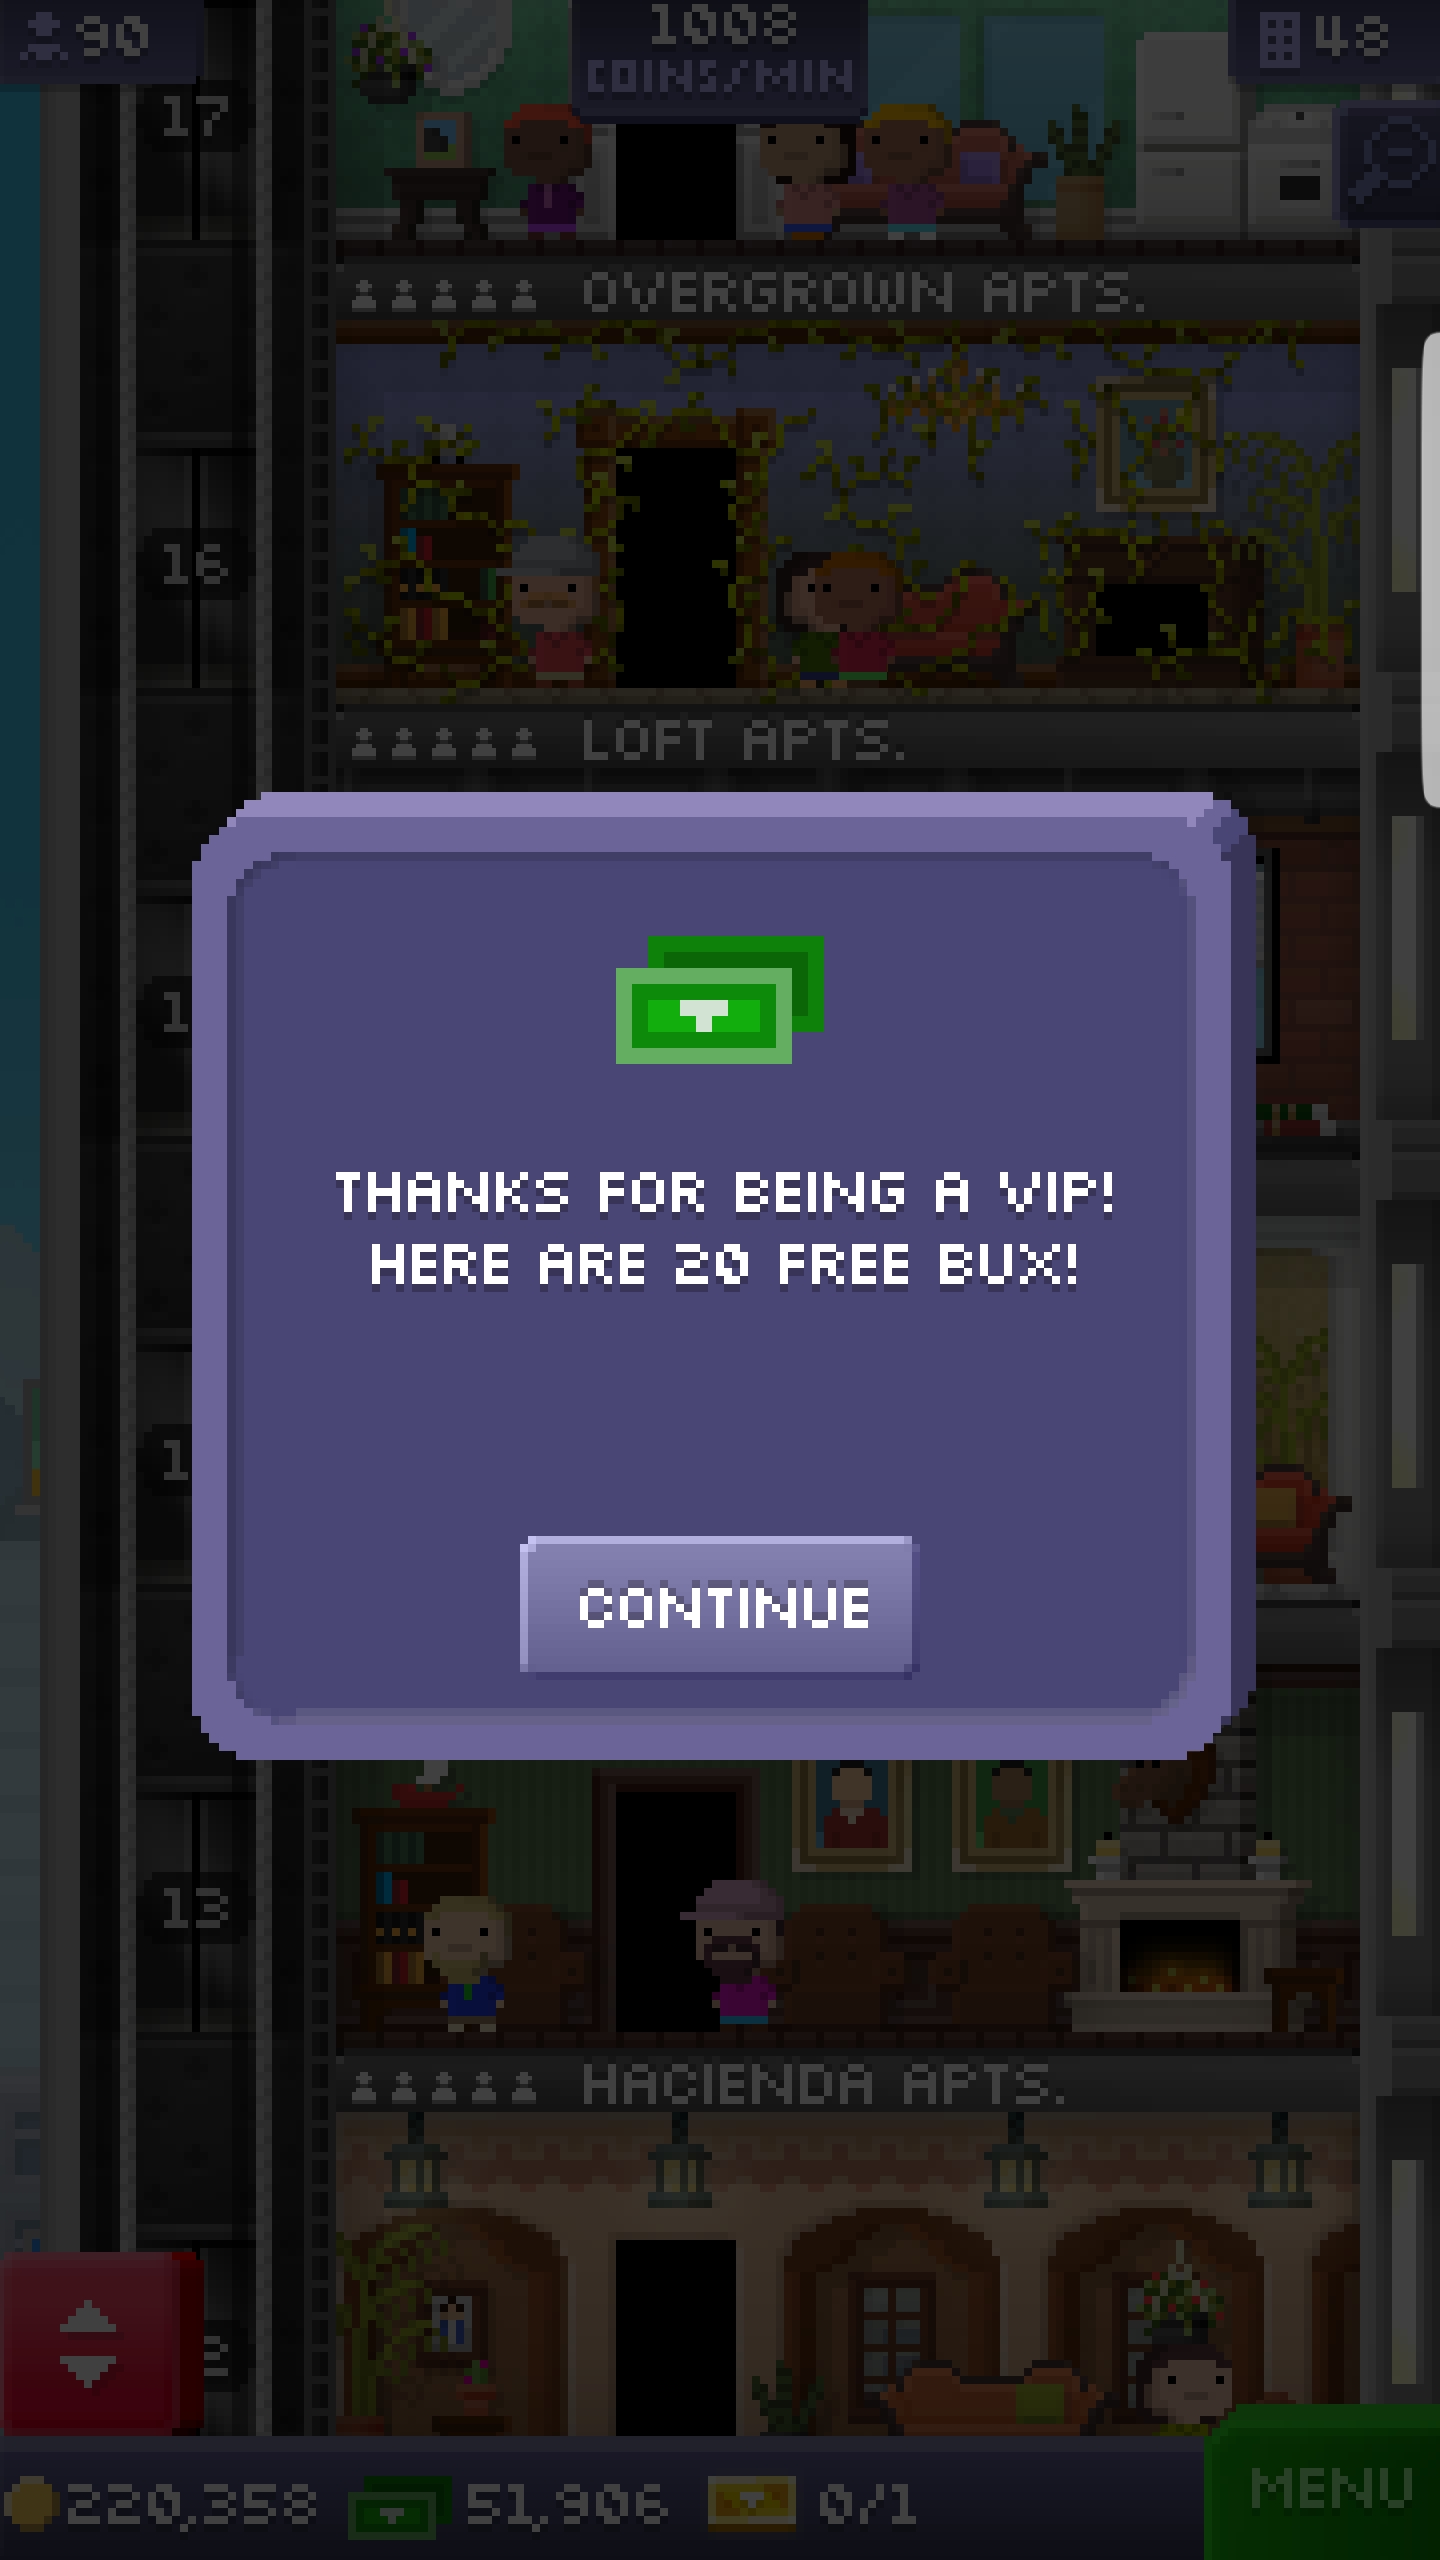 90
1008
COINS/MIN
48
17
OVERGROWN APTS.
16
LOFT APTS.
1
THANKS FOR BEING A VIP!
HERE ARE 20 FREE BUX!
1
CONTINUE
13
HACIENDA APTS.
2
220,358
51,906
0/1
MENU